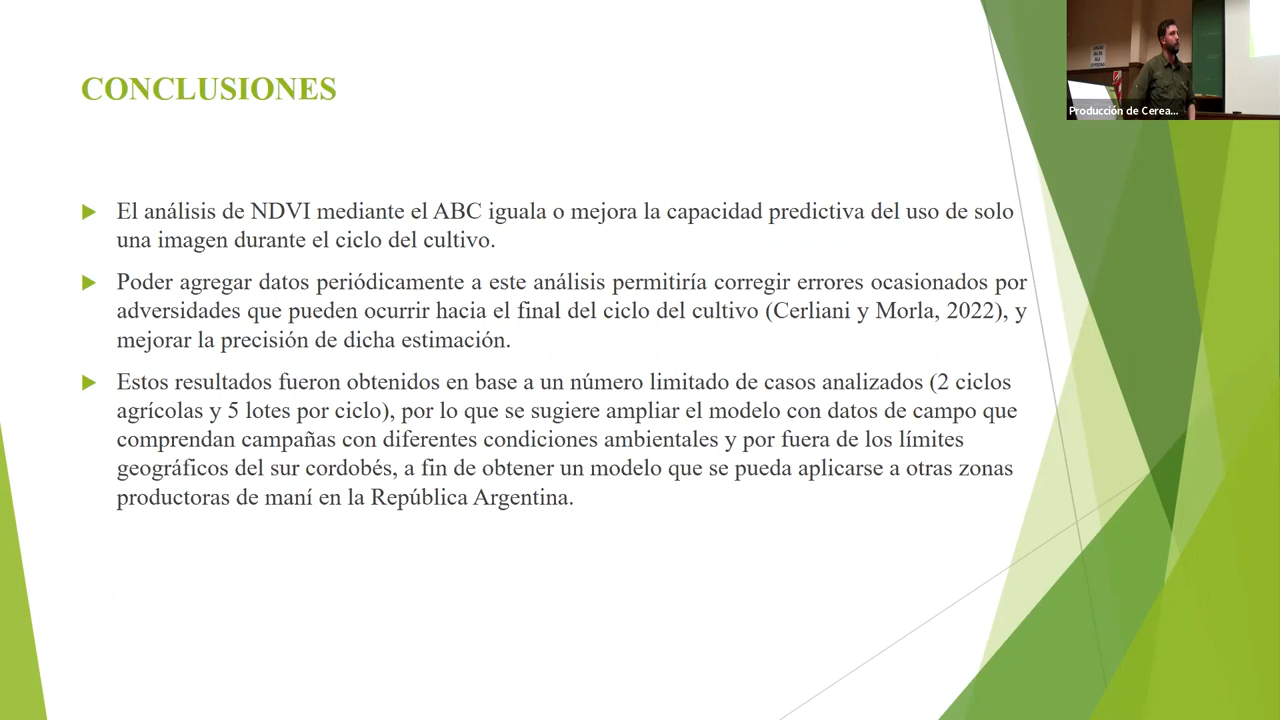 CONCLUSIONES
Producción de Cerea...
El análisis de NDVI mediante el ABC iguala o mejora la capacidad predictiva del uso de solo
una imagen durante el ciclo del cultivo.
Poder agregar datos periódicamente a este análisis permitiría corregir errores ocasionados por
adversidades que pueden ocurrir hacia el final del ciclo del cultivo (Cerliani y Morla, 2022), y
mejorar la precisión de dicha estimación.
Estos resultados fueron obtenidos en base a un número limitado de casos analizados (2 ciclos
agrícolas y 5 lotes por ciclo), por lo que se sugiere ampliar el modelo con datos de campo que
comprendan campañas con diferentes condiciones ambientales y por fuera de los límites
geográficos del sur cordobés, a fin de obtener un modelo que se pueda aplicarse a otras zonas
productoras de maní en la República Argentina.